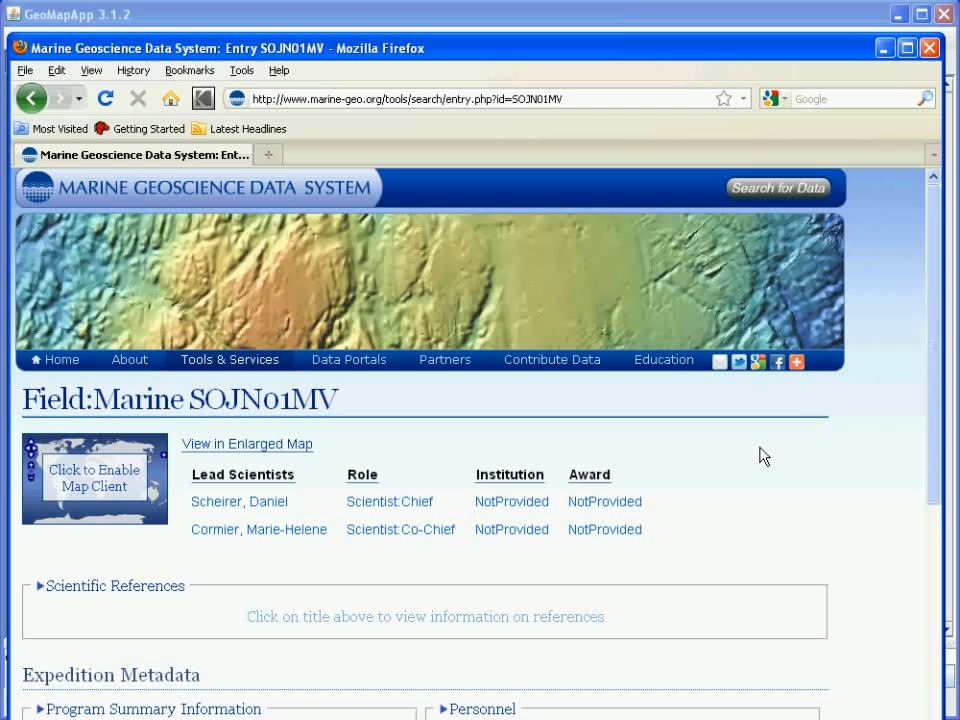 GeoMapApp 3.1.2
Marine Geoscience Data System: Entry SOJN01MV - Mozilla Firefox
File Edit View History Bookmarks Tools Help
http://www.marine-geo.org/tools/search/entry.php?id=SOJN01MV Google
Most Visited Getting Started Latest Headlines
Marine Geoscience Data System: Ent...
MARINE GEOSCIENCE DATA SYSTEM Search for Data
Home About Tools & Services Data Portals Partners Contribute Data Education
Field:Marine SOJN01MV
View in Enlarged Map
Click to Enable
Map Client
Lead Scientists Role Institution Award
Scheirer, Daniel Scientist:Chief NotProvided NotProvided
Cormier, Marie-Helene Scientist:Co-Chief NotProvided NotProvided
Scientific References
Click on title above to view information on references
Expedition Metadata
Program Summary Information Personnel